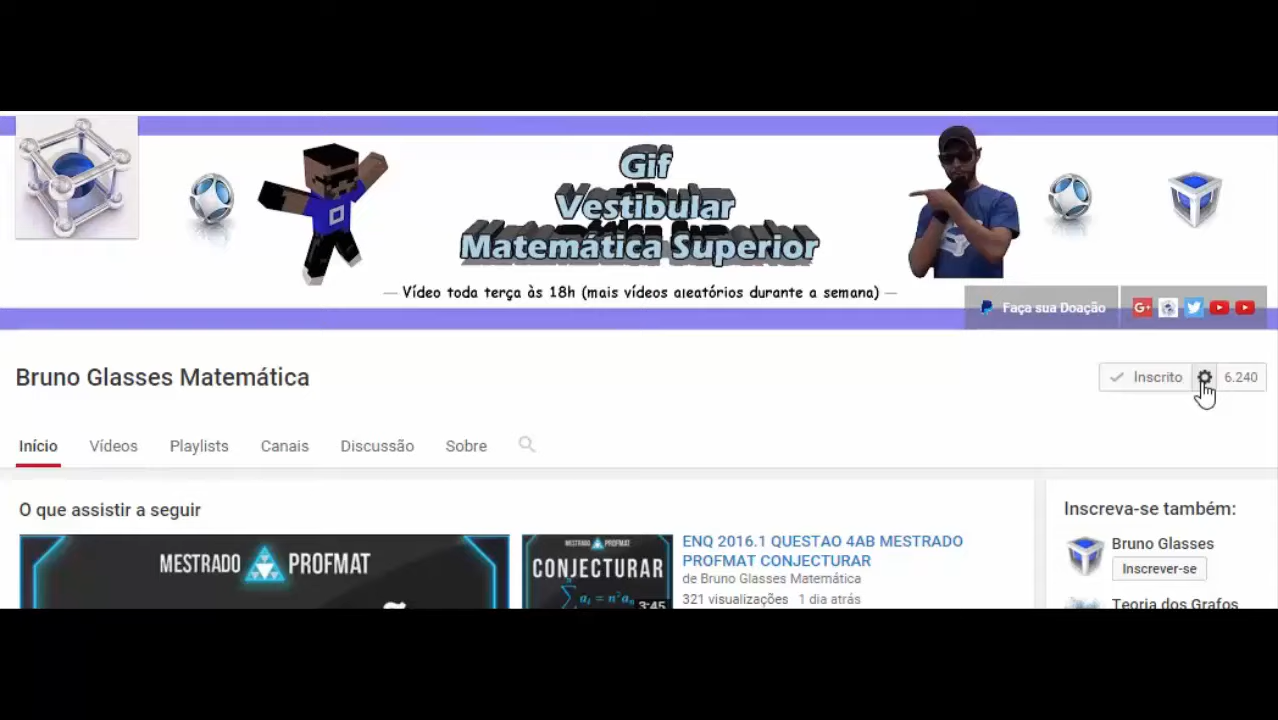 Gif
Vestibular
Matemática Superior
Vídeo toda terça às 18h (mais vídeos aleatórios durante a semana)
Faça sua Doação
G+
Bruno Glasses Matemática
Inscrito
6.240
Início
Vídeos
Playlists
Canais
Discussão
Sobre
O que assistir a seguir
Inscreva-se também:
MESTRADO PROFMAT
MESTRADO PROFMAT
CONJECTURAR
3:45
ENQ 2016.1 QUESTAO 4AB MESTRADO
PROFMAT CONJECTURAR
de Bruno Glasses Matemática
321 visualizações 1 dia atrás
Bruno Glasses
Inscrever-se
Teoria dos Grafos